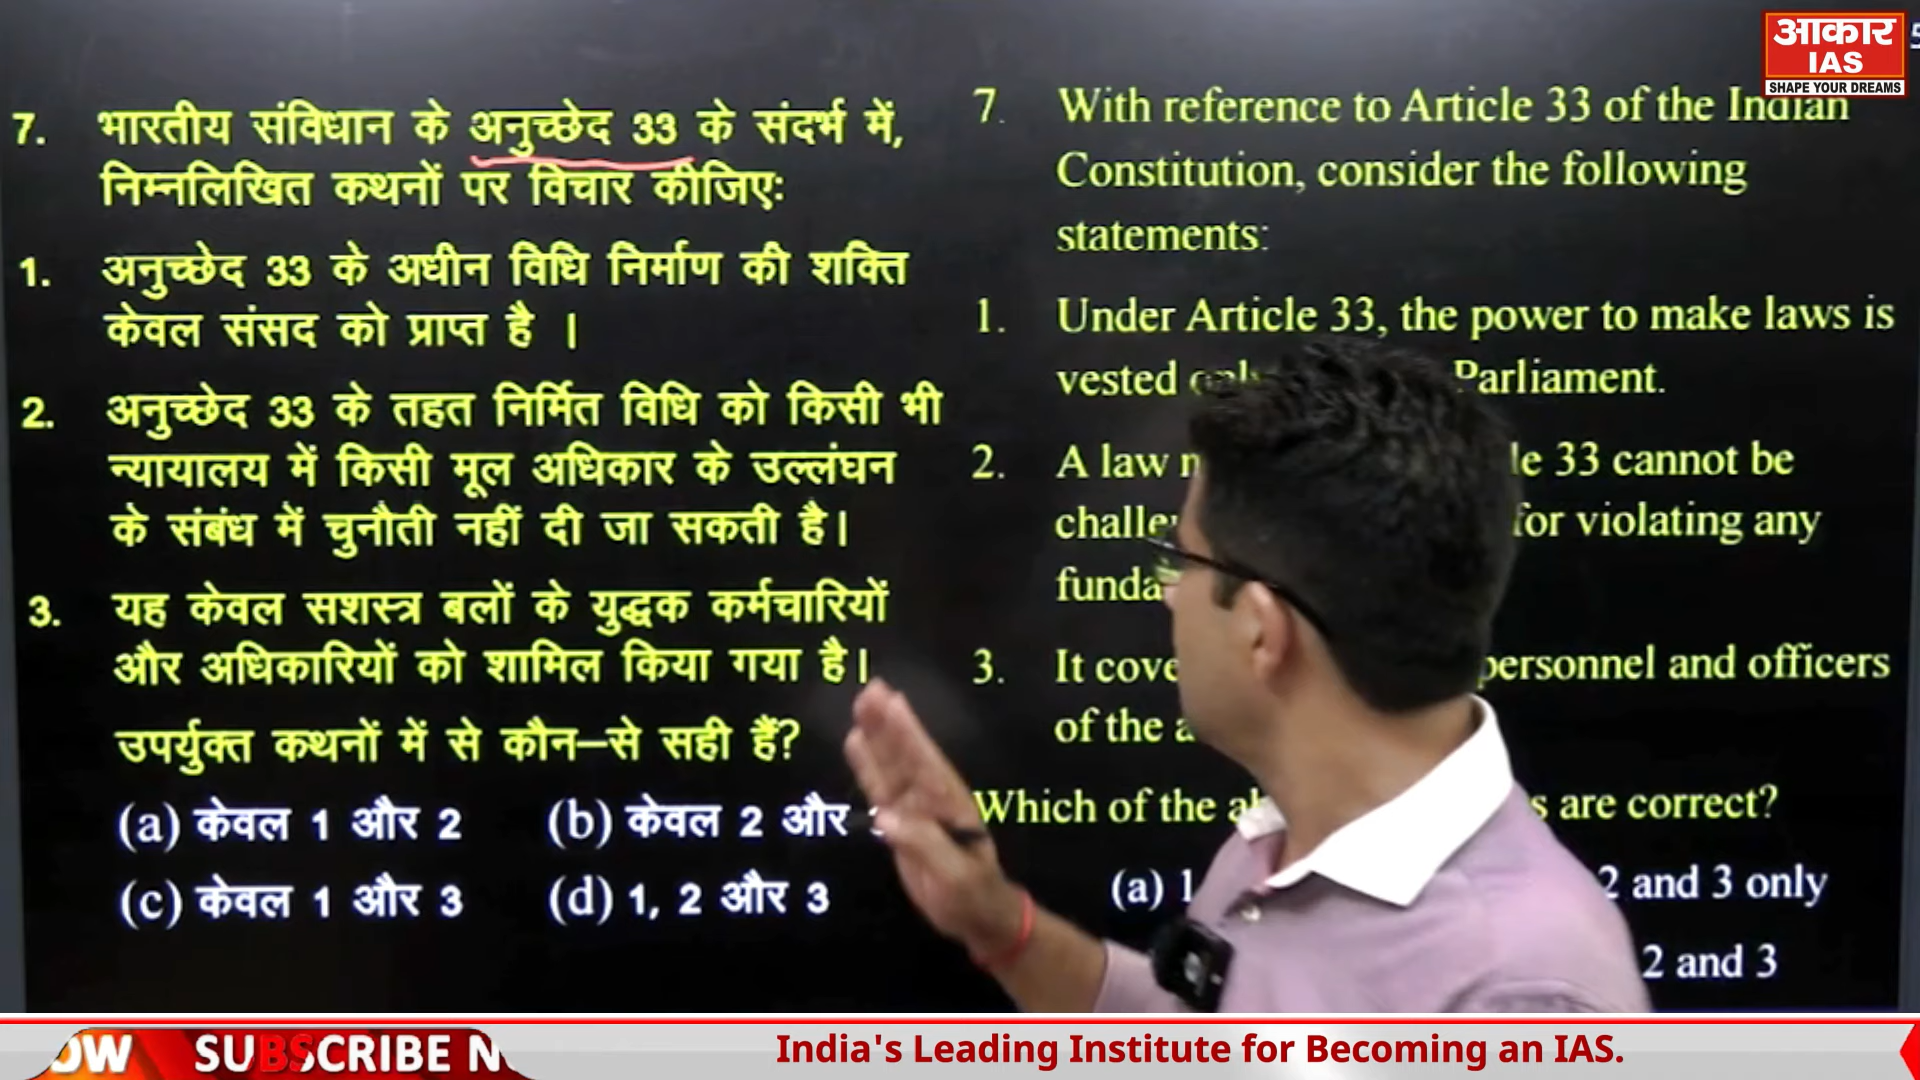 7. भारतीय संविधान के अनुच्छेद 33 के संदर्भ में,
निम्नलिखित कथनों पर विचार कीजिए:
1. अनुच्छेद 33 के अधीन विधि निर्माण की शक्ति
केवल संसद को प्राप्त है ।
2. अनुच्छेद 33 के तहत निर्मित विधि को किसी भी
न्यायालय में किसी मूल अधिकार के उल्लंघन
के संबंध में चुनौती नहीं दी जा सकती है।
3. यह केवल सशस्त्र बलों के युद्धक कर्मचारियों
और अधिकारियों को शामिल किया गया है।
उपर्युक्त कथनों में से कौन–से सही हैं?
(a) केवल 1 और 2 (b) केवल 2 और
(c) केवल 1 और 3 (d) 1, 2 और 3
7. With reference to Article 33 of the Indian
Constitution, consider the following
statements:
1. Under Article 33, the power to make laws is
vested Parliament.
2. A law 33 cannot be
for violating any
3. It personnel and officers
of the
Which of the are correct?
(a) 1 2 and 3 only
2 and 3
आकार
IAS
SHAPE YOUR DREAMS
OW SUBSCRIBE N
India's Leading Institute for Becoming an IAS.